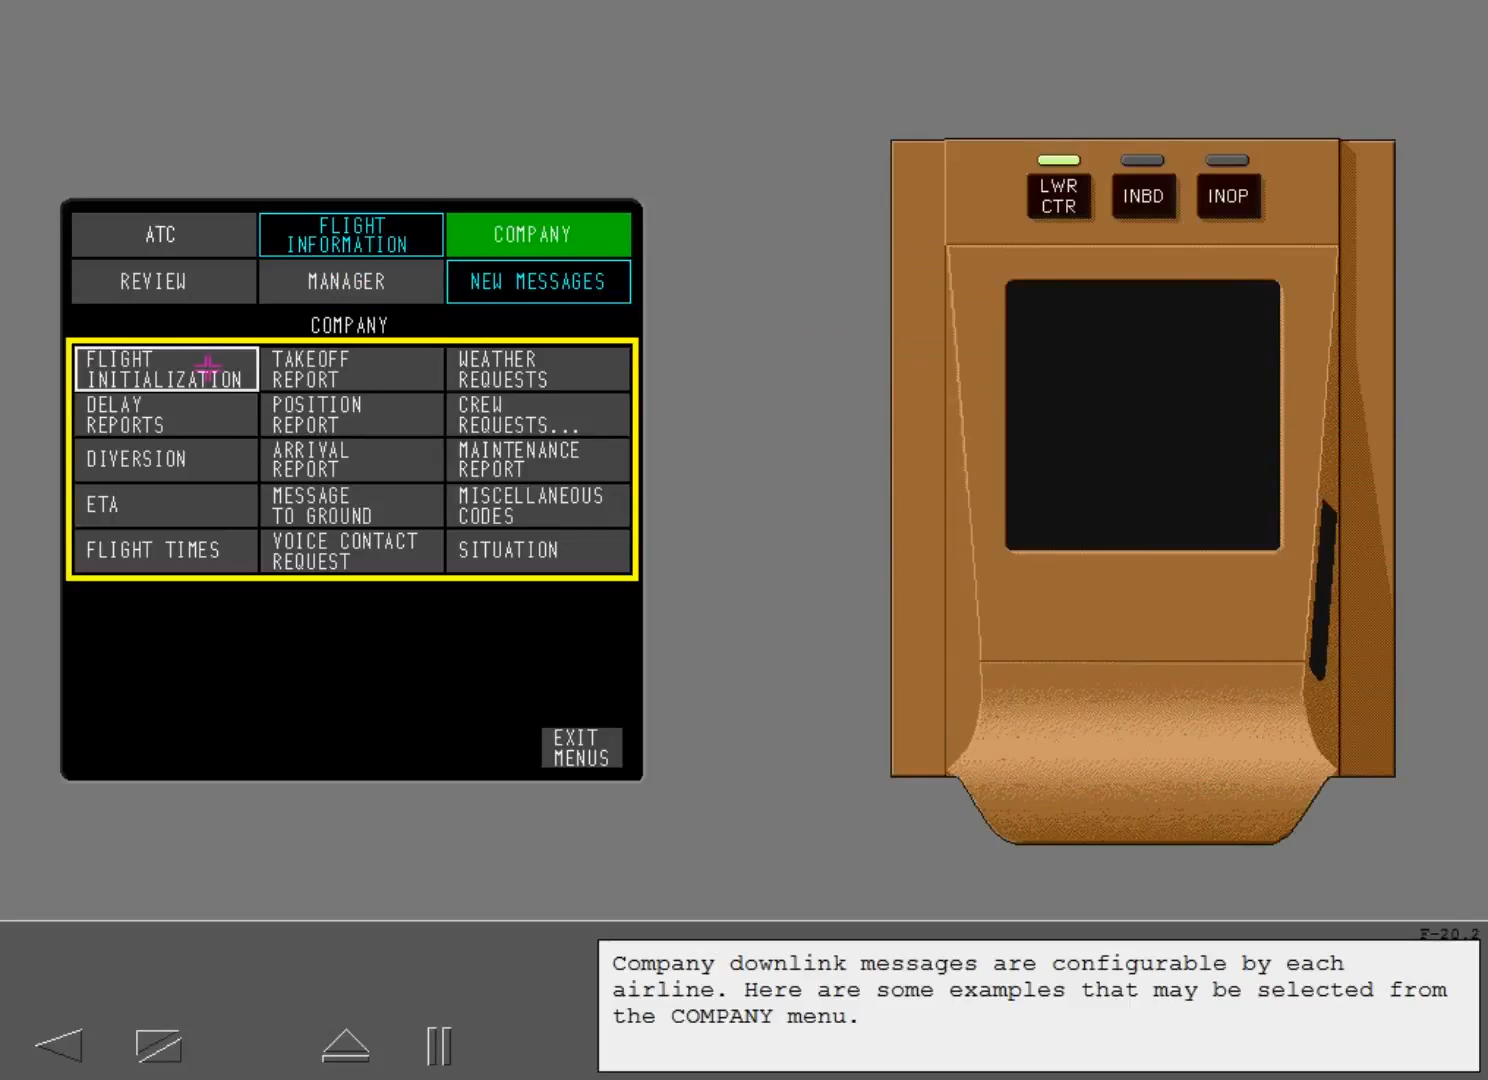 ATC
FLIGHT
INFORMATION
COMPANY
REVIEW
MANAGER
NEW MESSAGES
COMPANY
FLIGHT
INITIALIZATION
TAKEOFF
REPORT
WEATHER
REQUESTS
DELAY
REPORTS
POSITION
REPORT
CREW
REQUESTS...
DIVERSION
ARRIVAL
REPORT
MAINTENANCE
REPORT
ETA
MESSAGE
TO GROUND
MISCELLANEOUS
CODES
FLIGHT TIMES
VOICE CONTACT
REQUEST
SITUATION
EXIT
MENUS
LWR
CTR
INBD
INOP
F-20.2
Company downlink messages are configurable by each
airline. Here are some examples that may be selected from
the COMPANY menu.